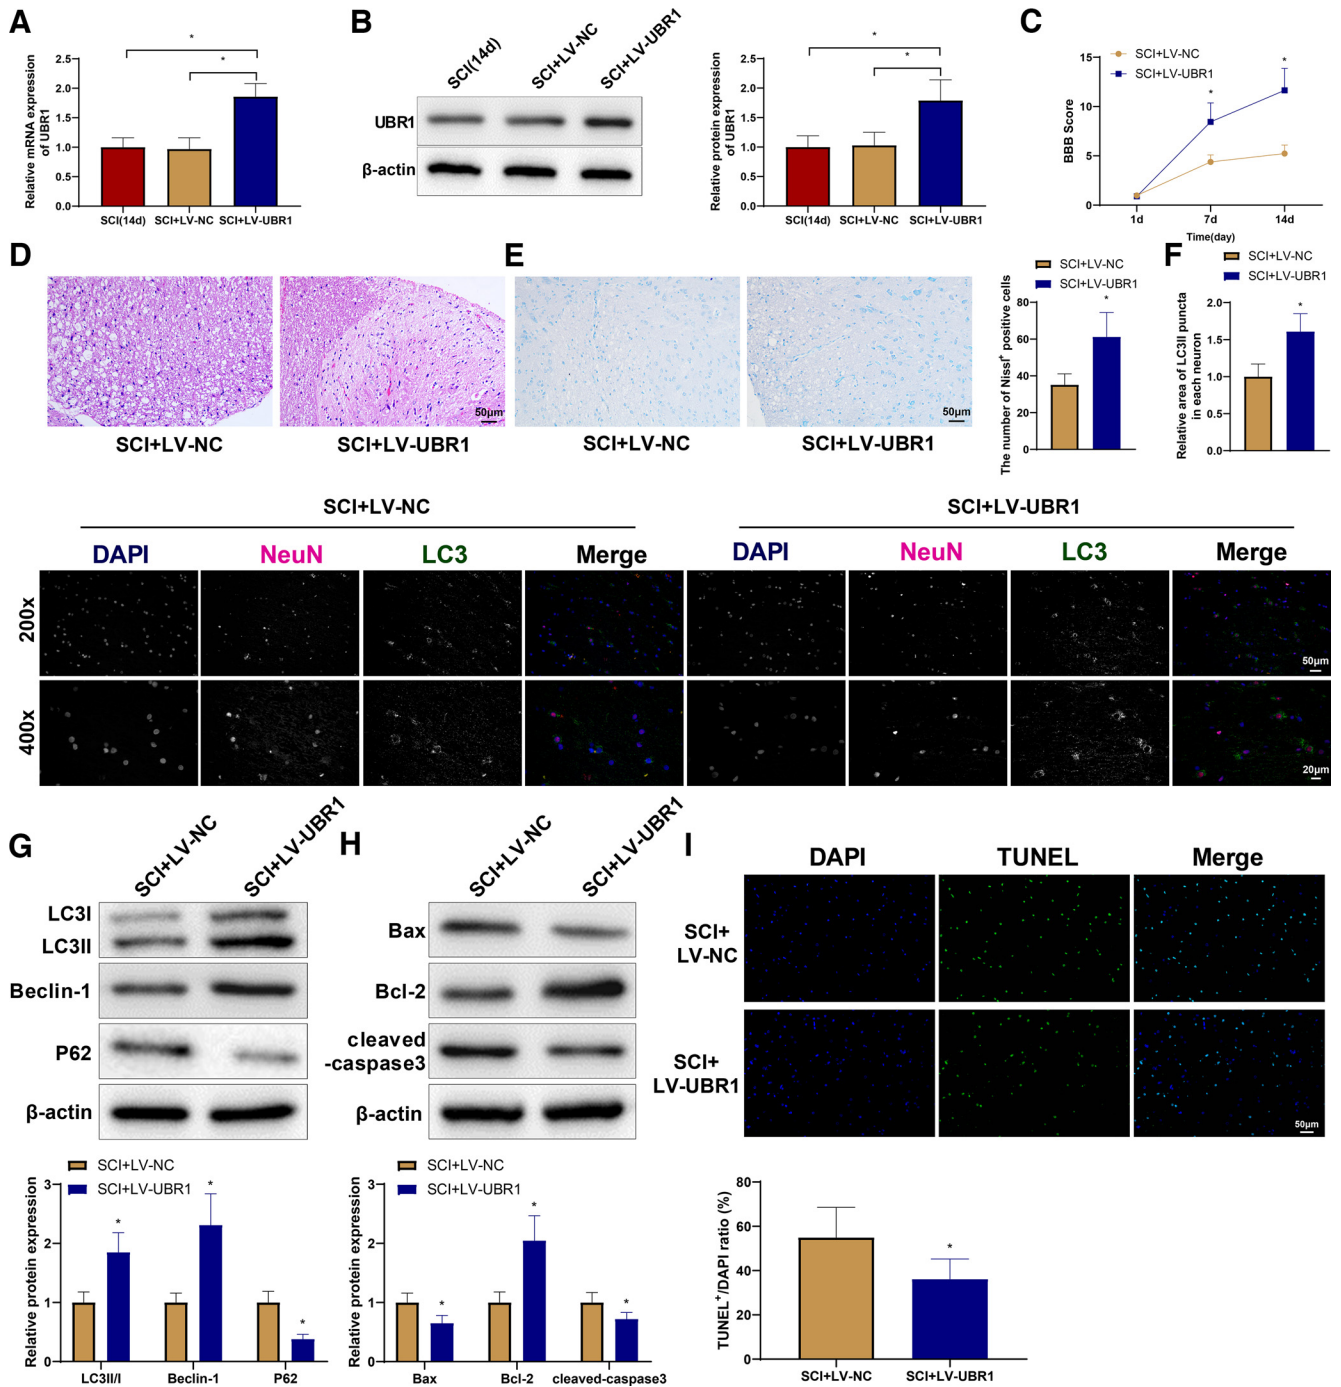 A
*
*
Relative mRNA expression
of UBR1
2.5
2.0
1.5
1.0
0.5
0.0
SCI(14d) SCI+LV-NC SCI+LV-UBR1
B
SCI(14d)
SCI+LV-NC
SCI+LV-UBR1
UBR1
β-actin
*
*
Relative protein expression
of UBR1
2.5
2.0
1.5
1.0
0.5
0.0
SCI(14d) SCI+LV-NC SCI+LV-UBR1
C
SCI+LV-NC
SCI+LV-UBR1
BBB Score
15
10
5
0
*
*
1d 7d 14d
Time(day)
D
50μm
SCI+LV-NC SCI+LV-UBR1
E
50μm
SCI+LV-NC SCI+LV-UBR1
SCI+LV-NC
SCI+LV-UBR1
The number of Nissl+ positive cells
80
60
40
20
0
*
F
SCI+LV-NC
SCI+LV-UBR1
Relative area of LC3II puncta
in each neuron
2.0
1.5
1.0
0.5
0.0
*
SCI+LV-NC SCI+LV-UBR1
DAPI NeuN LC3 Merge DAPI NeuN LC3 Merge
200x
50μm
400x
20μm
G
SCI+LV-NC
SCI+LV-UBR1
LC3I
LC3II
Beclin-1
P62
β-actin
SCI+LV-NC
SCI+LV-UBR1
Relative protein expression
3
2
1
0
*
*
*
LC3II/I Beclin-1 P62
H
SCI+LV-NC
SCI+LV-UBR1
Bax
Bcl-2
cleaved
-caspase3
β-actin
SCI+LV-NC
SCI+LV-UBR1
Relative protein expression
3
2
1
0
*
*
*
Bax Bcl-2 cleaved-caspase3
I
DAPI TUNEL Merge
SCI+
LV-NC
SCI+
LV-UBR1
50μm
TUNEL+/DAPI ratio (%)
80
60
40
20
0
*
SCI+LV-NC SCI+LV-UBR1